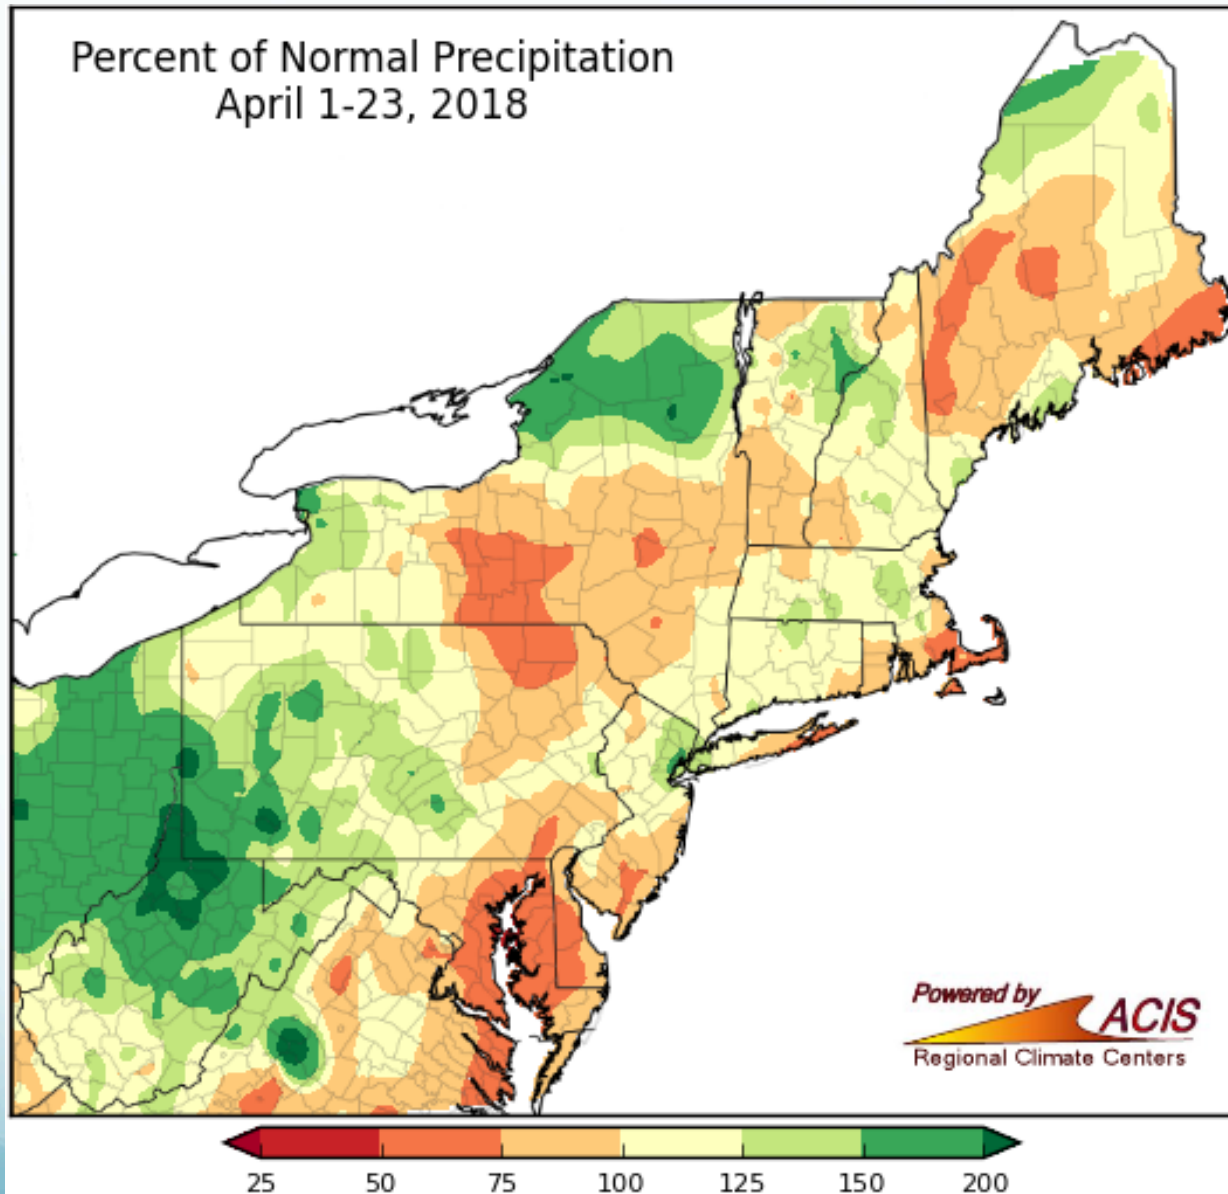 Percent of Normal Precipitation
April 1-23, 2018
Powered by
ACIS
Regional Climate Centers
25 50 75 100 125 150 200